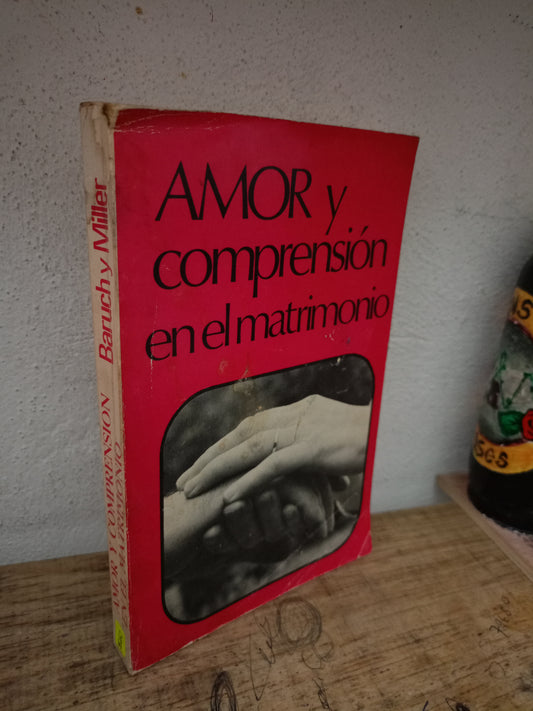 AMOR y
comprensión
en el matrimonio
Baruch y Miller
AMOR Y COMPRENSION
EN EL MATRIMONIO